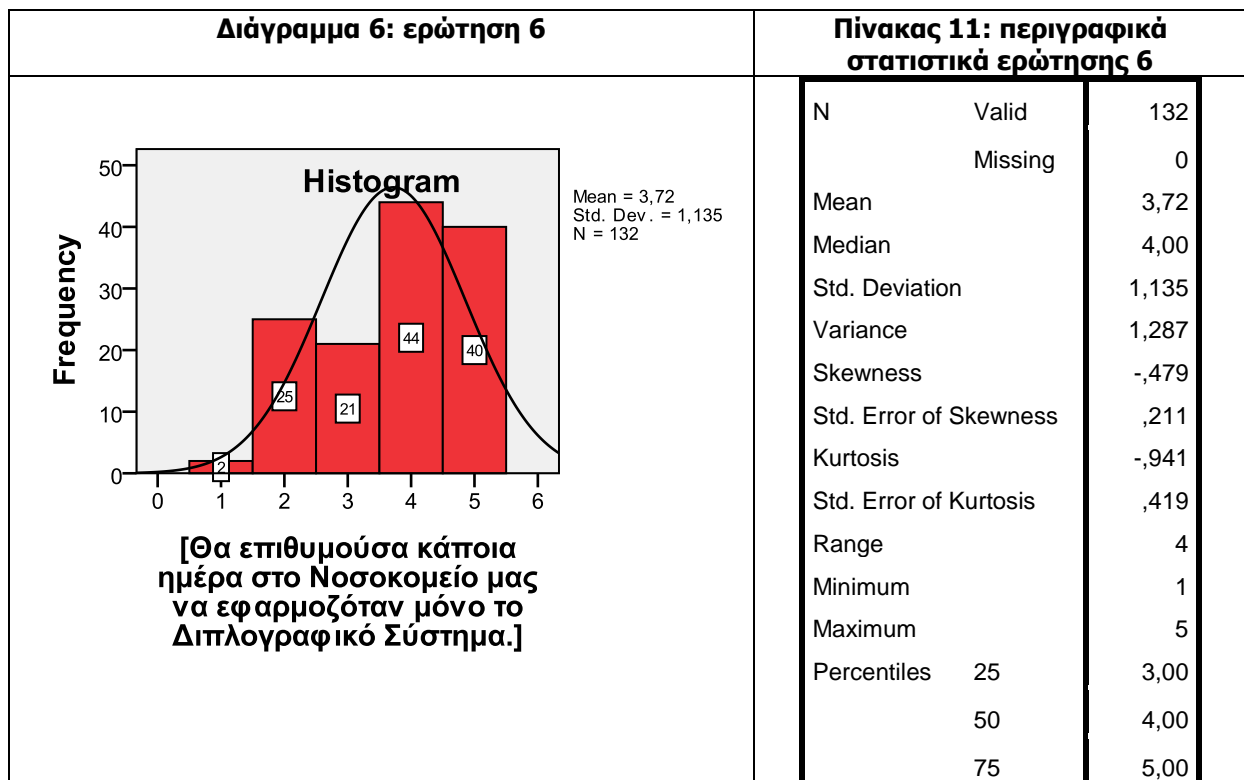 Διάγραμμα 6: ερώτηση 6
Πίνακας 11: περιγραφικά
στατιστικά ερώτησης 6
Histogram
Mean = 3,72
Std. Dev. = 1,135
N = 132
Frequency
50
40
30
20
10
0
2
25
21
44
40
0 1 2 3 4 5 6
[Θα επιθυμούσα κάποια
ημέρα στο Νοσοκομείο μας
να εφαρμοζόταν μόνο το
Διπλογραφικό Σύστημα.]
N Valid 132
Missing 0
Mean 3,72
Median 4,00
Std. Deviation 1,135
Variance 1,287
Skewness -,479
Std. Error of Skewness ,211
Kurtosis -,941
Std. Error of Kurtosis ,419
Range 4
Minimum 1
Maximum 5
Percentiles 25 3,00
50 4,00
75 5,00